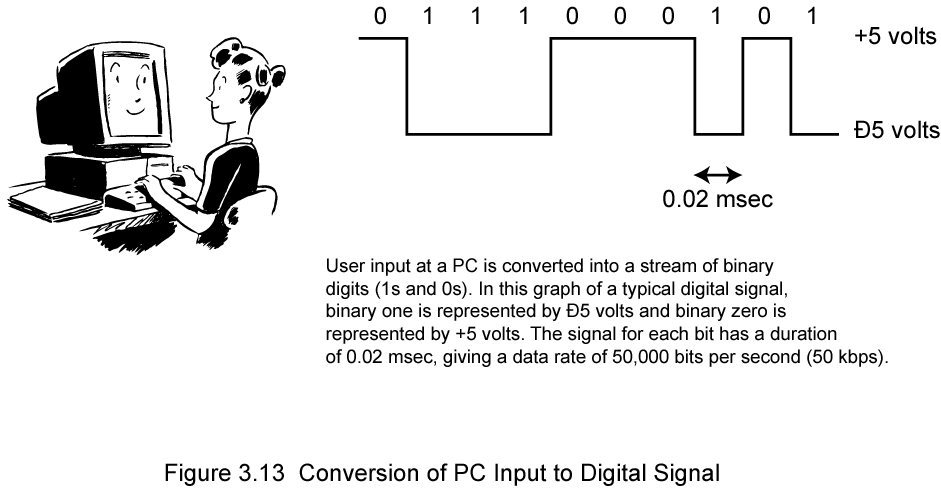 0 1 1 1 0 0 0 1 0 1
+5 volts
Ð5 volts
0.02 msec
User input at a PC is converted into a stream of binary
digits (1s and 0s). In this graph of a typical digital signal,
binary one is represented by Ð5 volts and binary zero is
represented by +5 volts. The signal for each bit has a duration
of 0.02 msec, giving a data rate of 50,000 bits per second (50 kbps).
Figure 3.13 Conversion of PC Input to Digital Signal